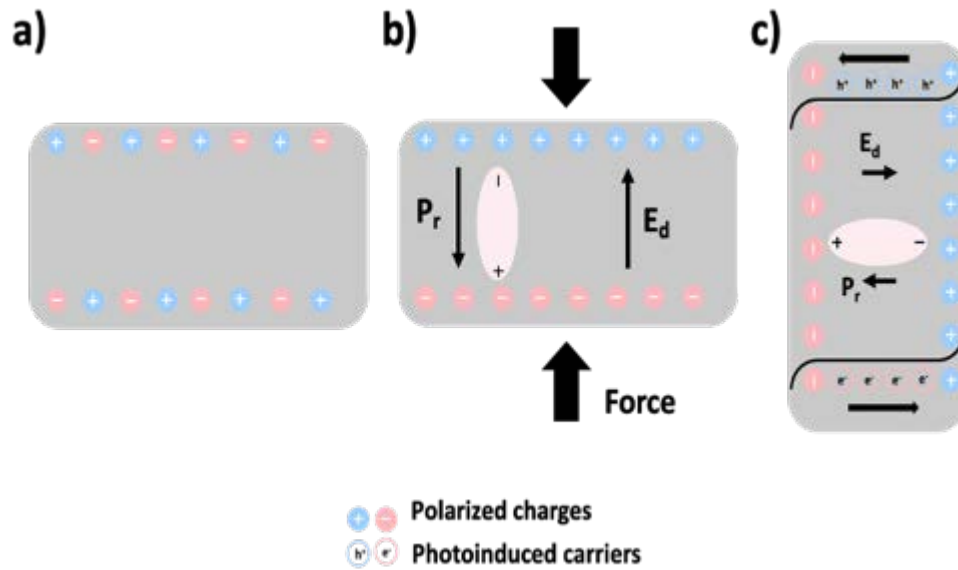 a)
+ − + − + − + −
− + − + − + − +
b)
+ + + + + + + +
Pr
−
+
Ed
− − − − − − − −
Force
c)
h⁺ h⁺ h⁺ h⁺
Ed
+ −
Pr
e⁻ e⁻ e⁻ e⁻
+ − Polarized charges
h⁺ e⁻ Photoinduced carriers